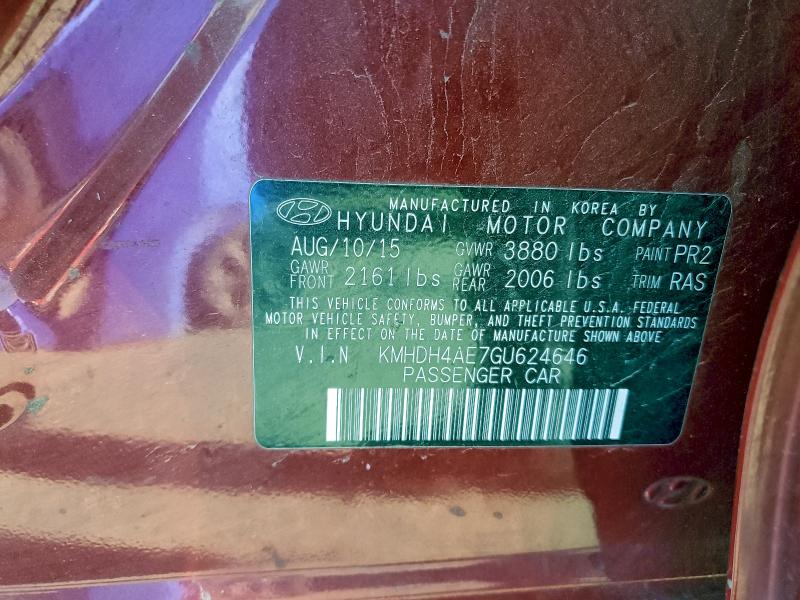 MANUFACTURED IN KOREA BY
HYUNDAI MOTOR COMPANY
AUG/10/15 GVWR 3880 lbs PAINT PR2
GAWR FRONT 2161 lbs GAWR REAR 2006 lbs TRIM RAS
THIS VEHICLE CONFORMS TO ALL APPLICABLE U.S.A. FEDERAL
MOTOR VEHICLE SAFETY, BUMPER, AND THEFT PREVENTION STANDARDS
IN EFFECT ON THE DATE OF MANUFACTURE SHOWN ABOVE
V.I.N KMHDH4AE7GU624646
PASSENGER CAR